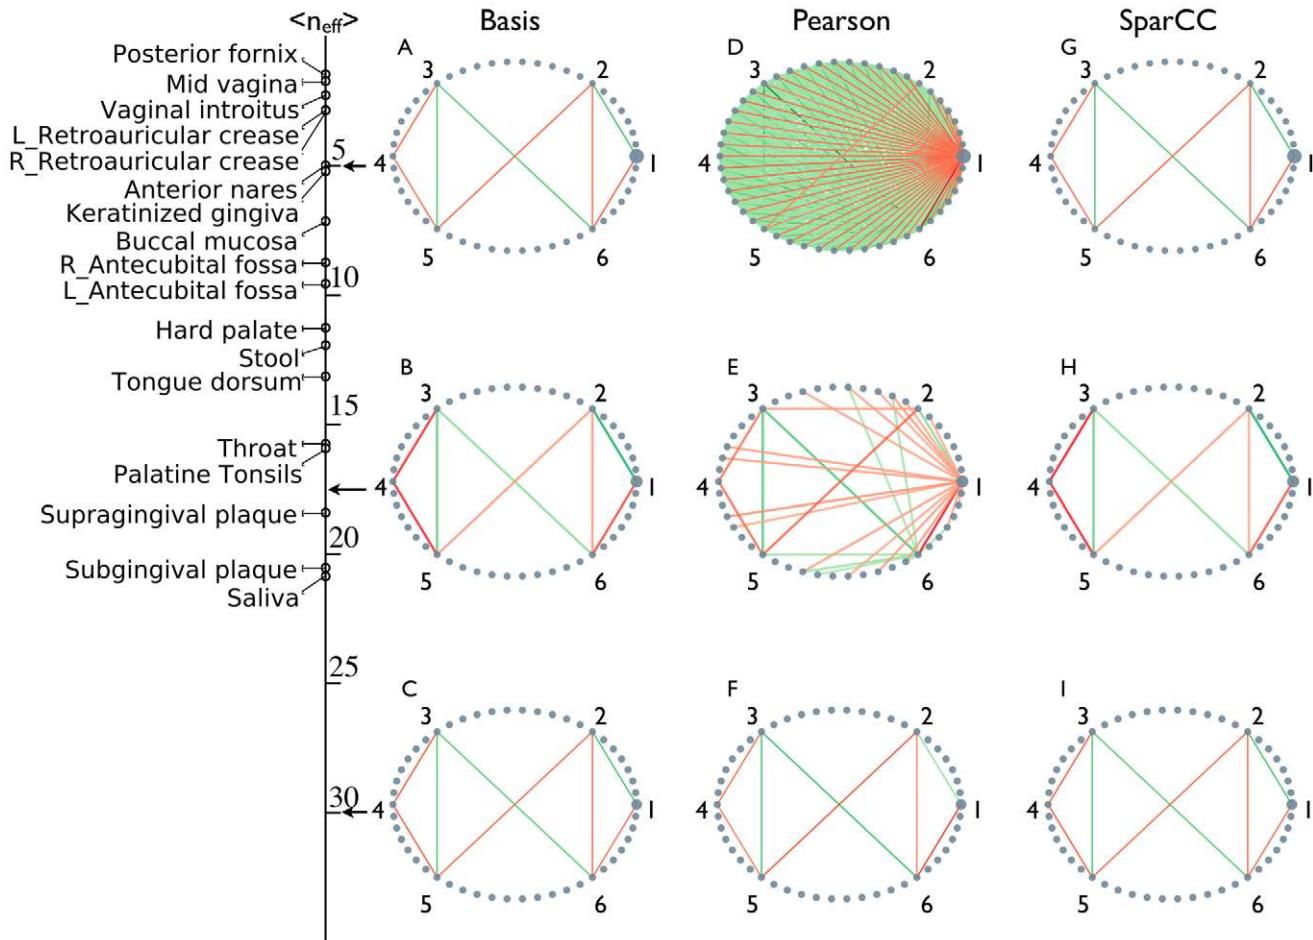 <n_eff>
Basis
Pearson
SparCC
Posterior fornix
Mid vagina
Vaginal introitus
L_Retroauricular crease
R_Retroauricular crease
Anterior nares
Keratinized gingiva
Buccal mucosa
R_Antecubital fossa
L_Antecubital fossa
Hard palate
Stool
Tongue dorsum
Throat
Palatine Tonsils
Supragingival plaque
Subgingival plaque
Saliva
5
10
15
20
25
30
A
3 2
4 1
5 6
D
3 2
4 1
5 6
G
3 2
4 1
5 6
B
3 2
4 1
5 6
E
3 2
4 1
5 6
H
3 2
4 1
5 6
C
3 2
4 1
5 6
F
3 2
4 1
5 6
I
3 2
4 1
5 6